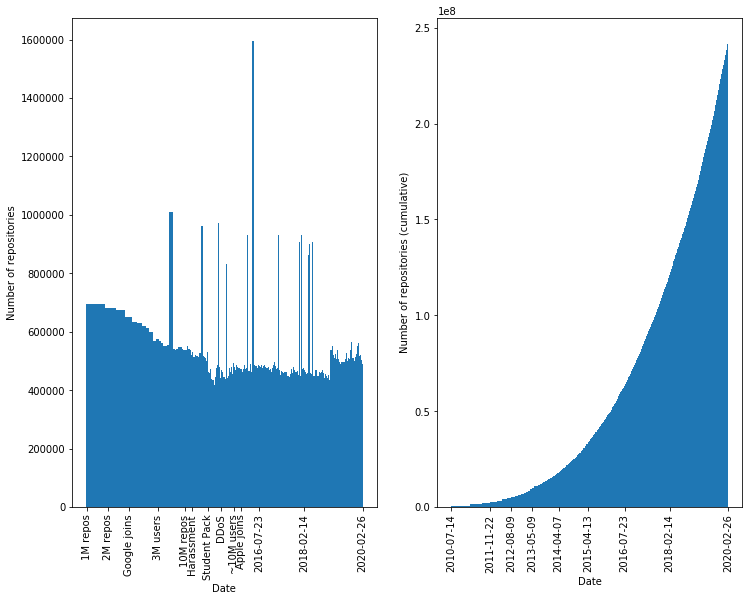 1600000
1400000
1200000
1000000
800000
600000
400000
200000
0
Number of repositories
1M repos
2M repos
Google joins
3M users
10M repos
Harassment
Student Pack
DDoS
~10M users
Apple joins
2016-07-23
2018-02-14
2020-02-26
Date
1e8
2.5
2.0
1.5
1.0
0.5
0.0
Number of repositories (cumulative)
2010-07-14
2011-11-22
2012-08-09
2013-05-09
2014-04-07
2015-04-13
2016-07-23
2018-02-14
2020-02-26
Date